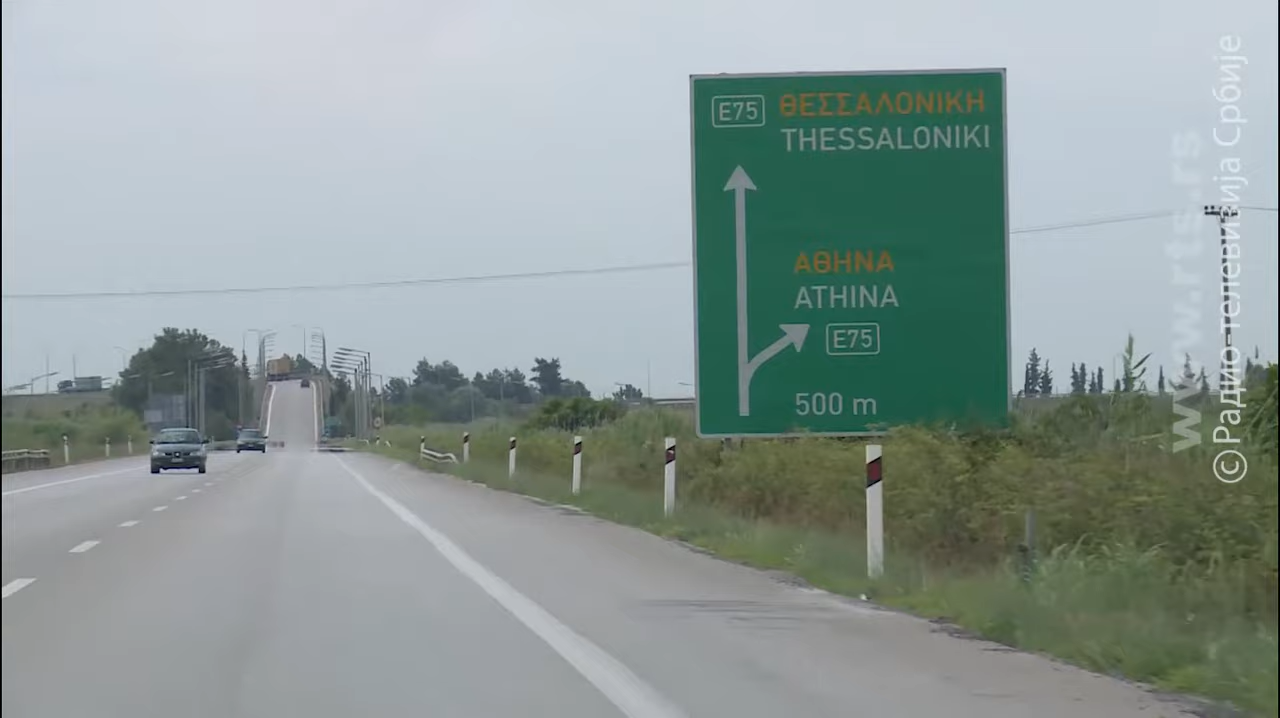 E75 ΘΕΣΣΑΛΟΝΙΚΗ
THESSALONIKI
ΑΘΗΝΑ
ATHINA
E75
500 m
www.rts.rs
© Радио-телевизија Србије